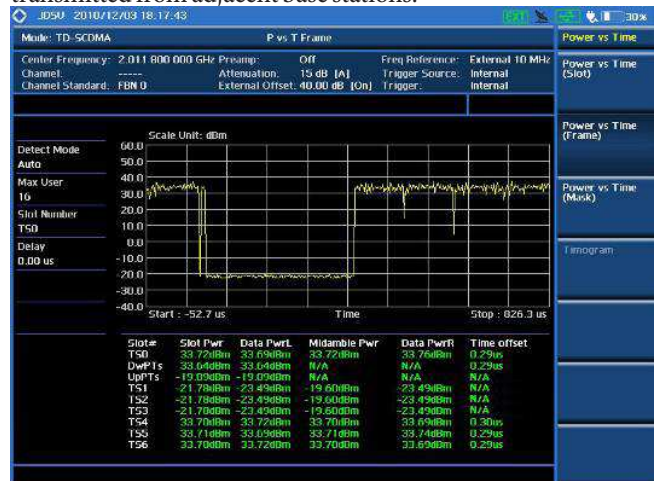 transmitted from adjacent base stations.
JDSU 2010/12/03 18:17:43 [EXT] 30%
Mode: TD-SCDMA P vs T Frame Power vs Time
Center Frequency: 2.011 800 000 GHz Preamp: Off Freq Reference: External 10 MHz
Channel: ----- Attenuation: 15 dB [A] Trigger Source: Internal
Channel Standard: FBN 0 External Offset: 40.00 dB [On] Trigger: Internal
Power vs Time
(Slot)
Power vs Time
(Frame)
Power vs Time
(Mask)
Timogram
Detect Mode
Auto
Max User
16
Slot Number
TS0
Delay
0.00 us
Scale Unit: dBm
60.0
50.0
40.0
30.0
20.0
10.0
0.0
-10.0
-20.0
-30.0
-40.0
Start : -52.7 us Time Stop : 826.3 us
Slot# Slot Pwr Data PwrL Midamble Pwr Data PwrR Time offset
TS0 33.72dBm 33.69dBm 33.72dBm 33.76dBm 0.29us
DwPTs 33.64dBm 33.64dBm N/A N/A 0.29us
UpPTs -19.09dBm -19.09dBm N/A N/A N/A
TS1 -21.78dBm -23.49dBm -19.60dBm -23.49dBm N/A
TS2 -21.78dBm -23.49dBm -19.60dBm -23.49dBm N/A
TS3 -21.78dBm -23.49dBm -19.60dBm -23.49dBm N/A
TS4 33.70dBm 33.72dBm 33.70dBm 33.69dBm 0.30us
TS5 33.71dBm 33.69dBm 33.71dBm 33.74dBm 0.29us
TS6 33.70dBm 33.72dBm 33.70dBm 33.69dBm 0.29us